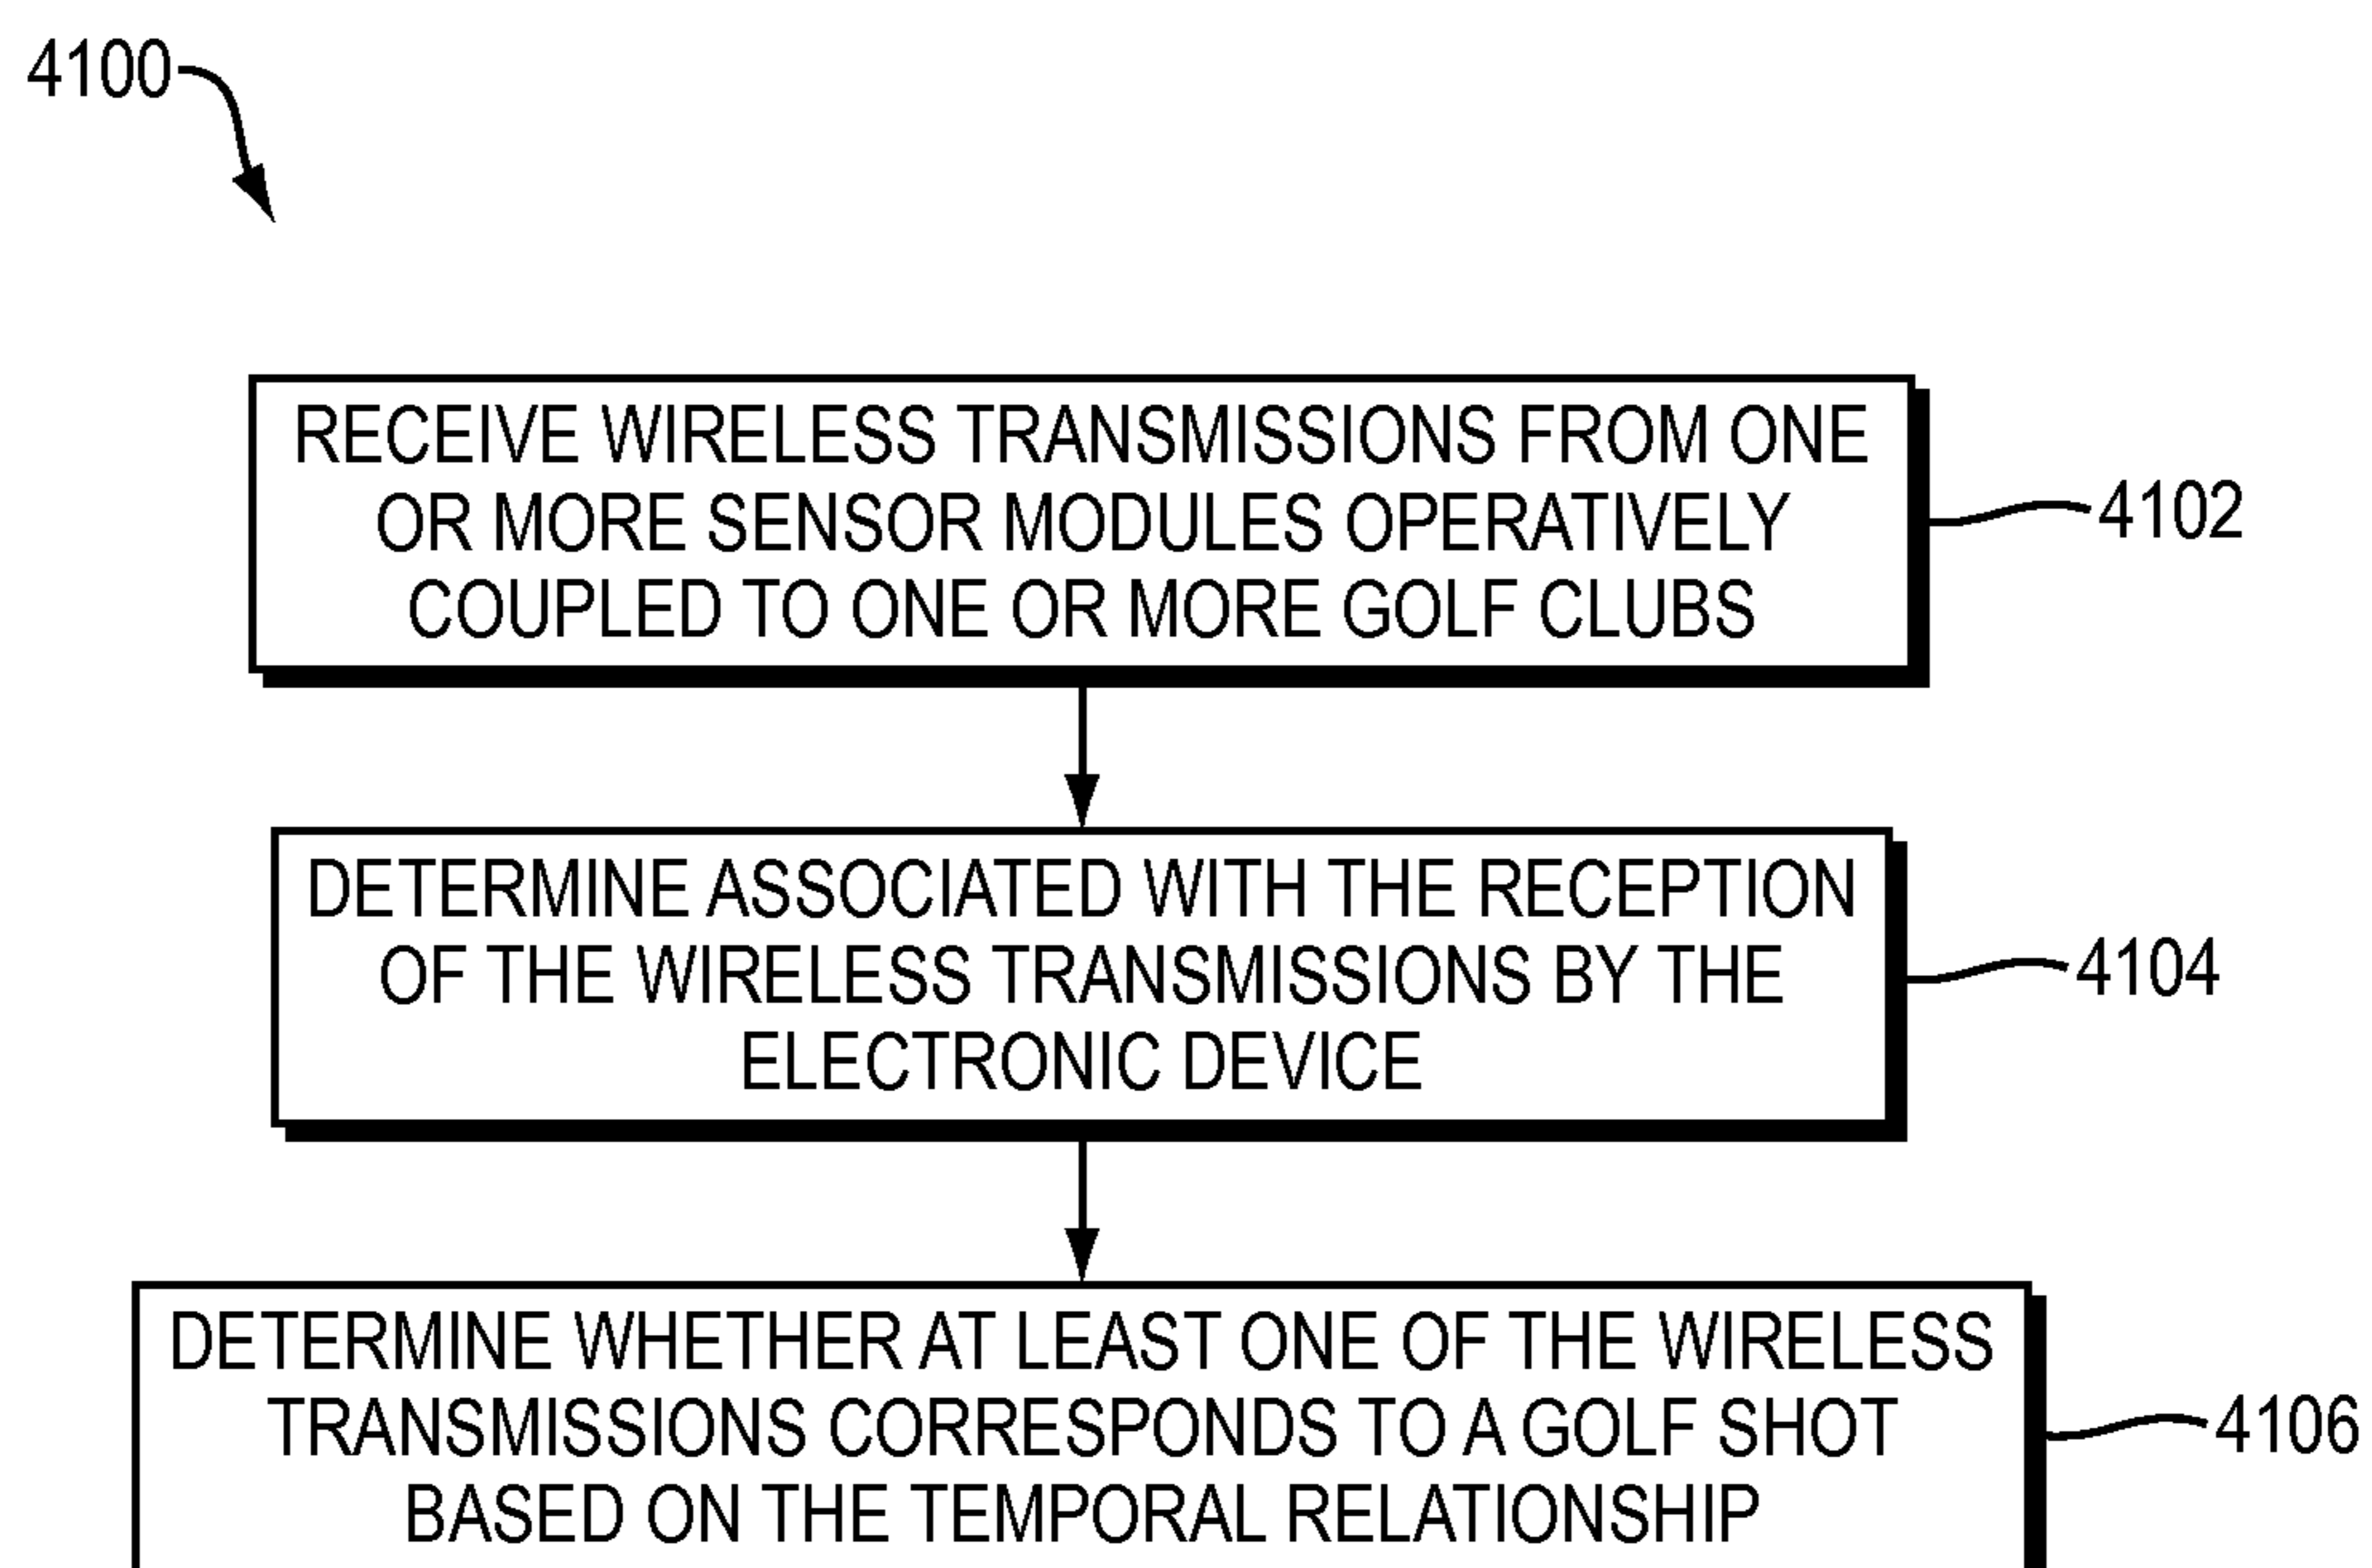 4100
RECEIVE WIRELESS TRANSMISSIONS FROM ONE
OR MORE SENSOR MODULES OPERATIVELY
COUPLED TO ONE OR MORE GOLF CLUBS
4102
DETERMINE ASSOCIATED WITH THE RECEPTION
OF THE WIRELESS TRANSMISSIONS BY THE
ELECTRONIC DEVICE
4104
DETERMINE WHETHER AT LEAST ONE OF THE WIRELESS
TRANSMISSIONS CORRESPONDS TO A GOLF SHOT
BASED ON THE TEMPORAL RELATIONSHIP
4106